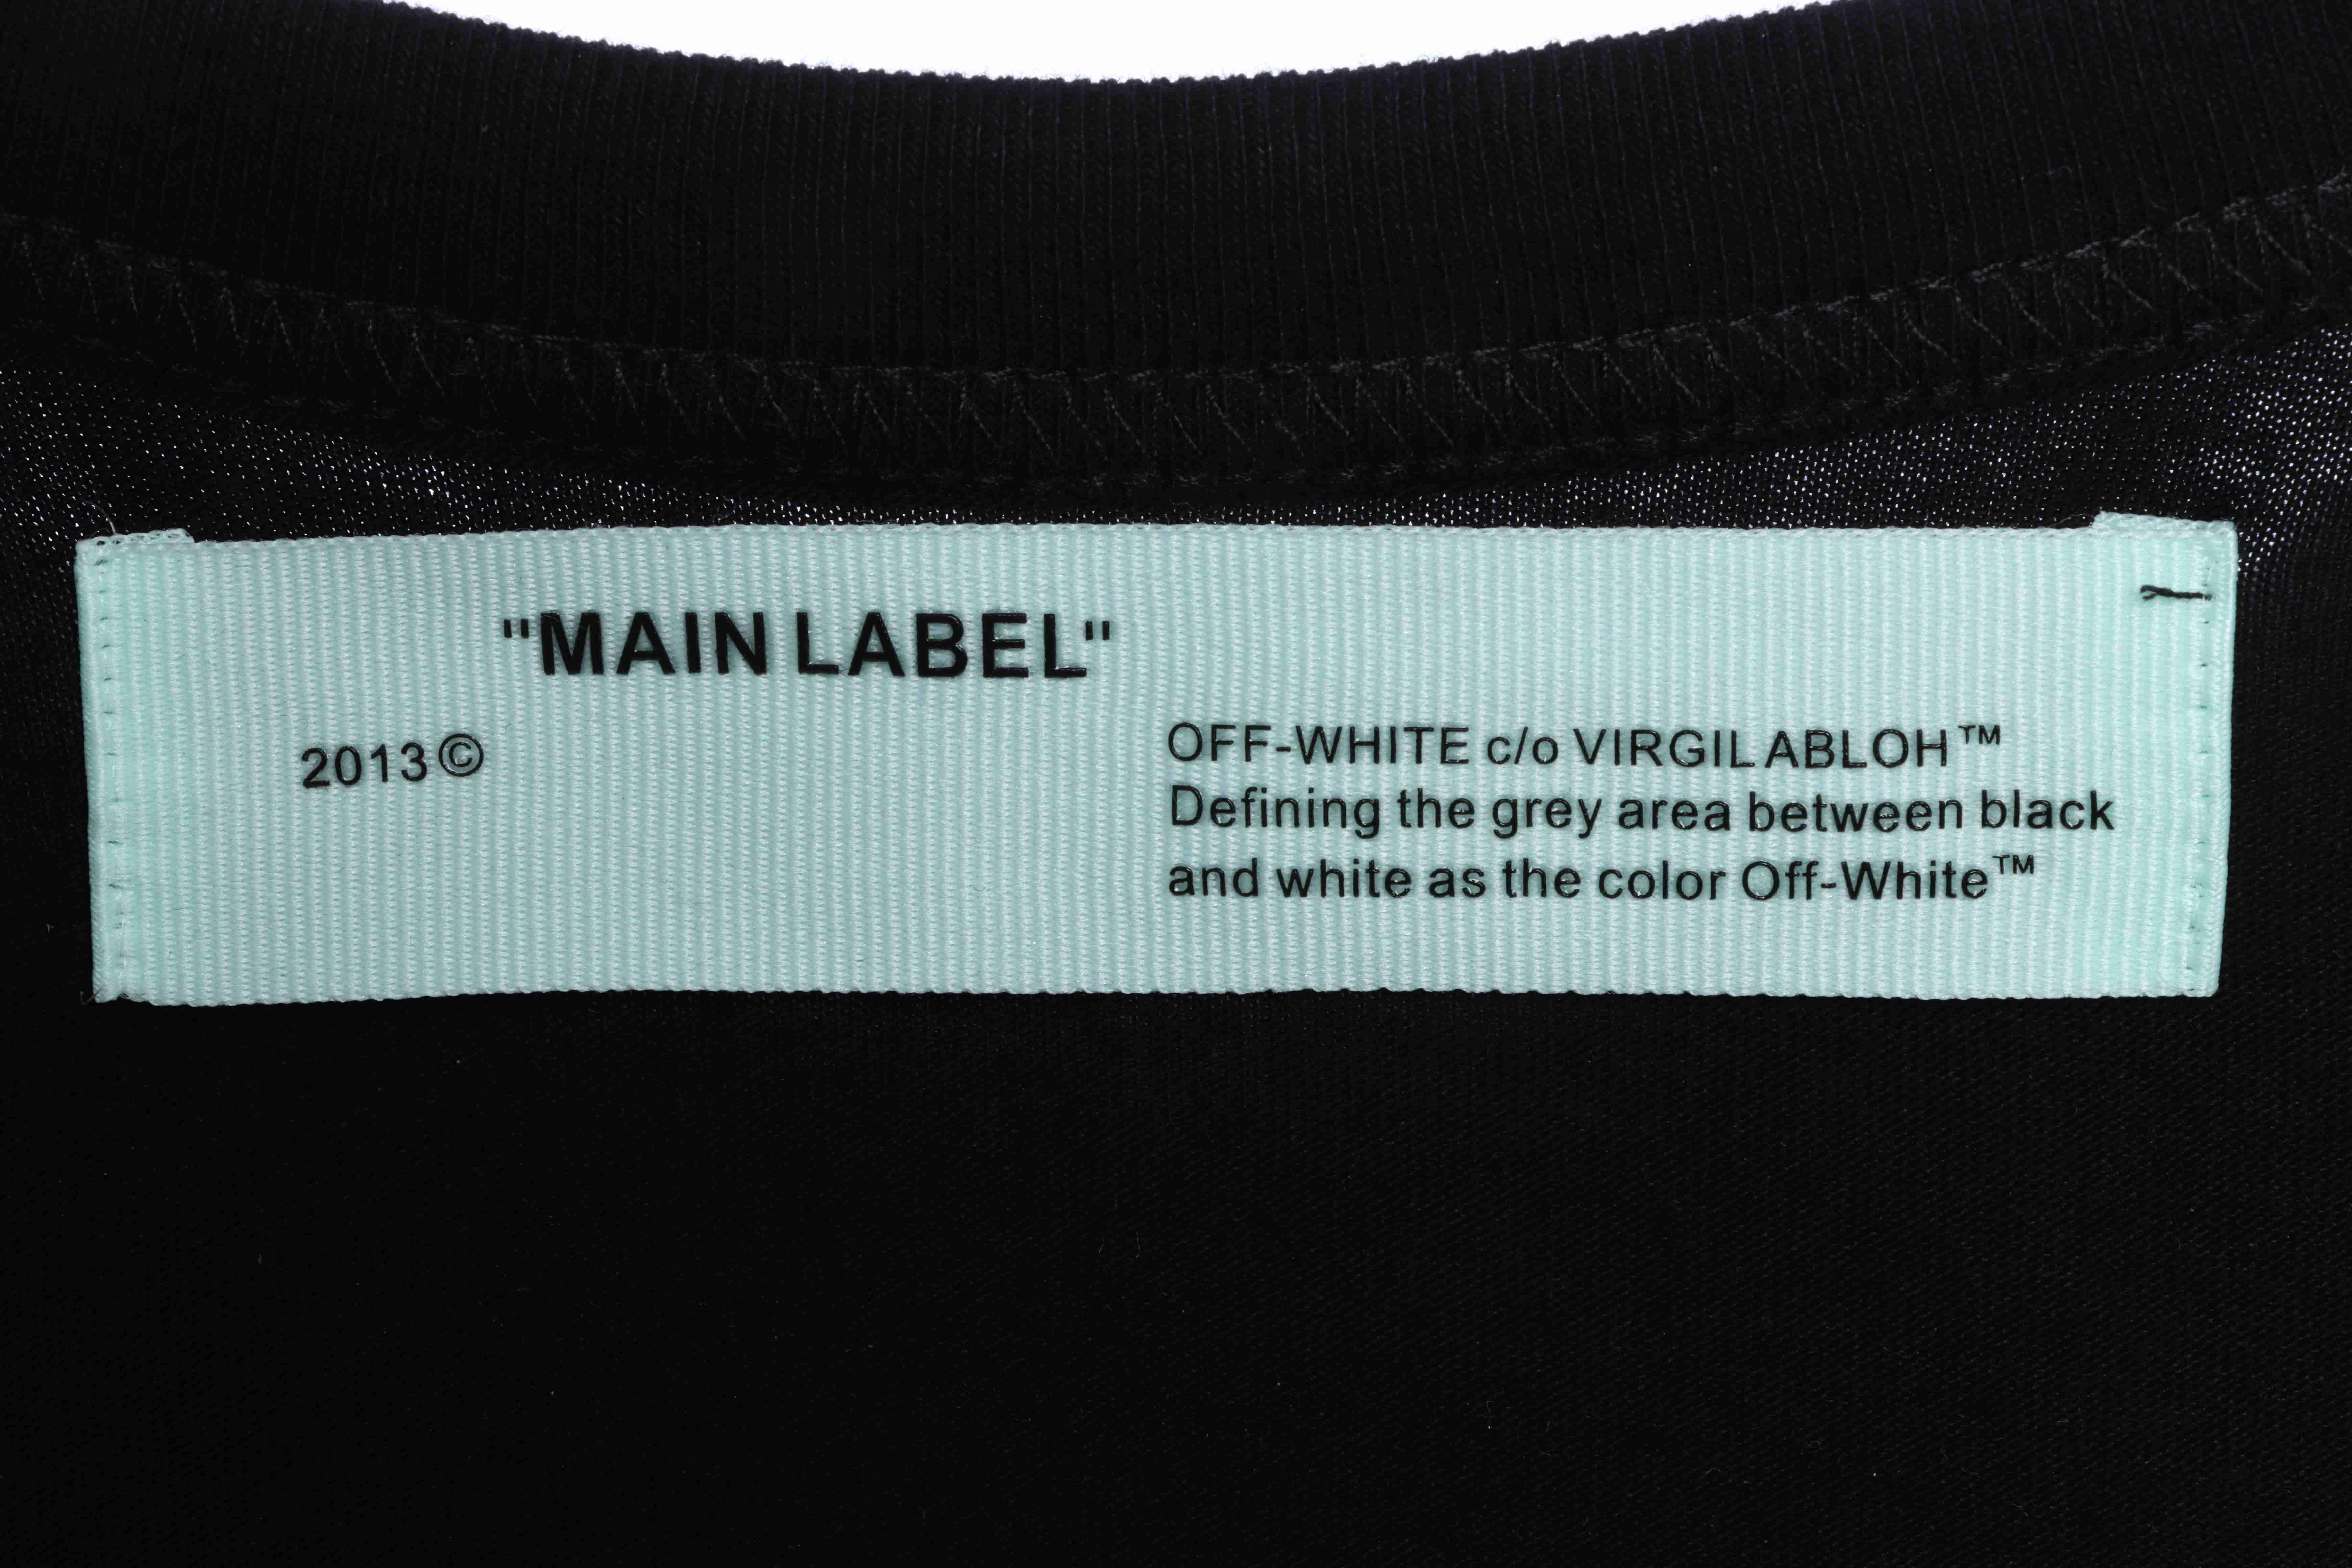 "MAIN LABEL"
2013©
OFF-WHITE c/o VIRGIL ABLOH™
Defining the grey area between black
and white as the color Off-White™